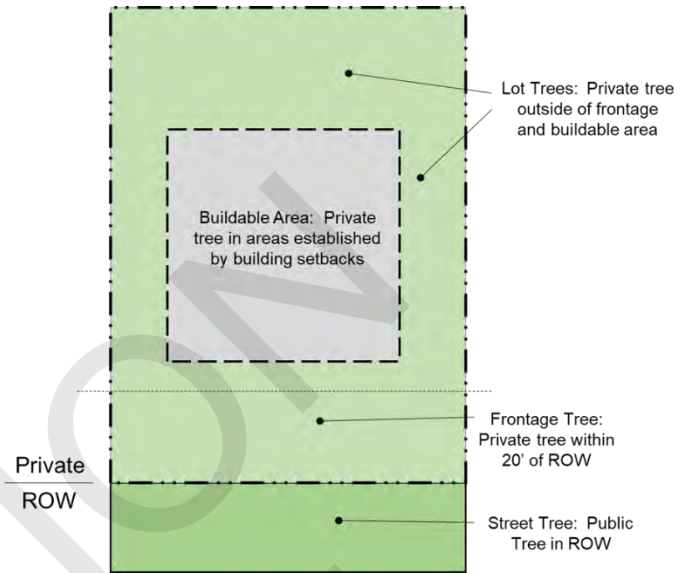 Lot Trees: Private tree
outside of frontage
and buildable area
Buildable Area: Private
tree in areas established
by building setbacks
Frontage Tree:
Private tree within
20' of ROW
Private
ROW
Street Tree: Public
Tree in ROW